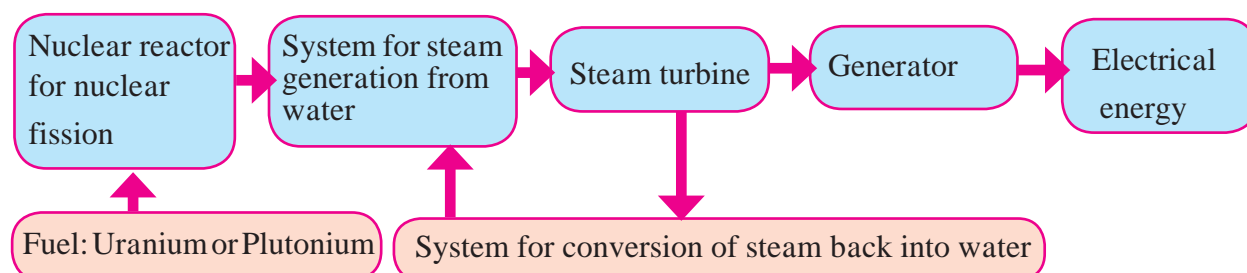 Nuclear reactor
for nuclear
fission
System for steam
generation from
water
Steam turbine
Generator
Electrical
energy
Fuel: Uranium or Plutonium
System for conversion of steam back into water